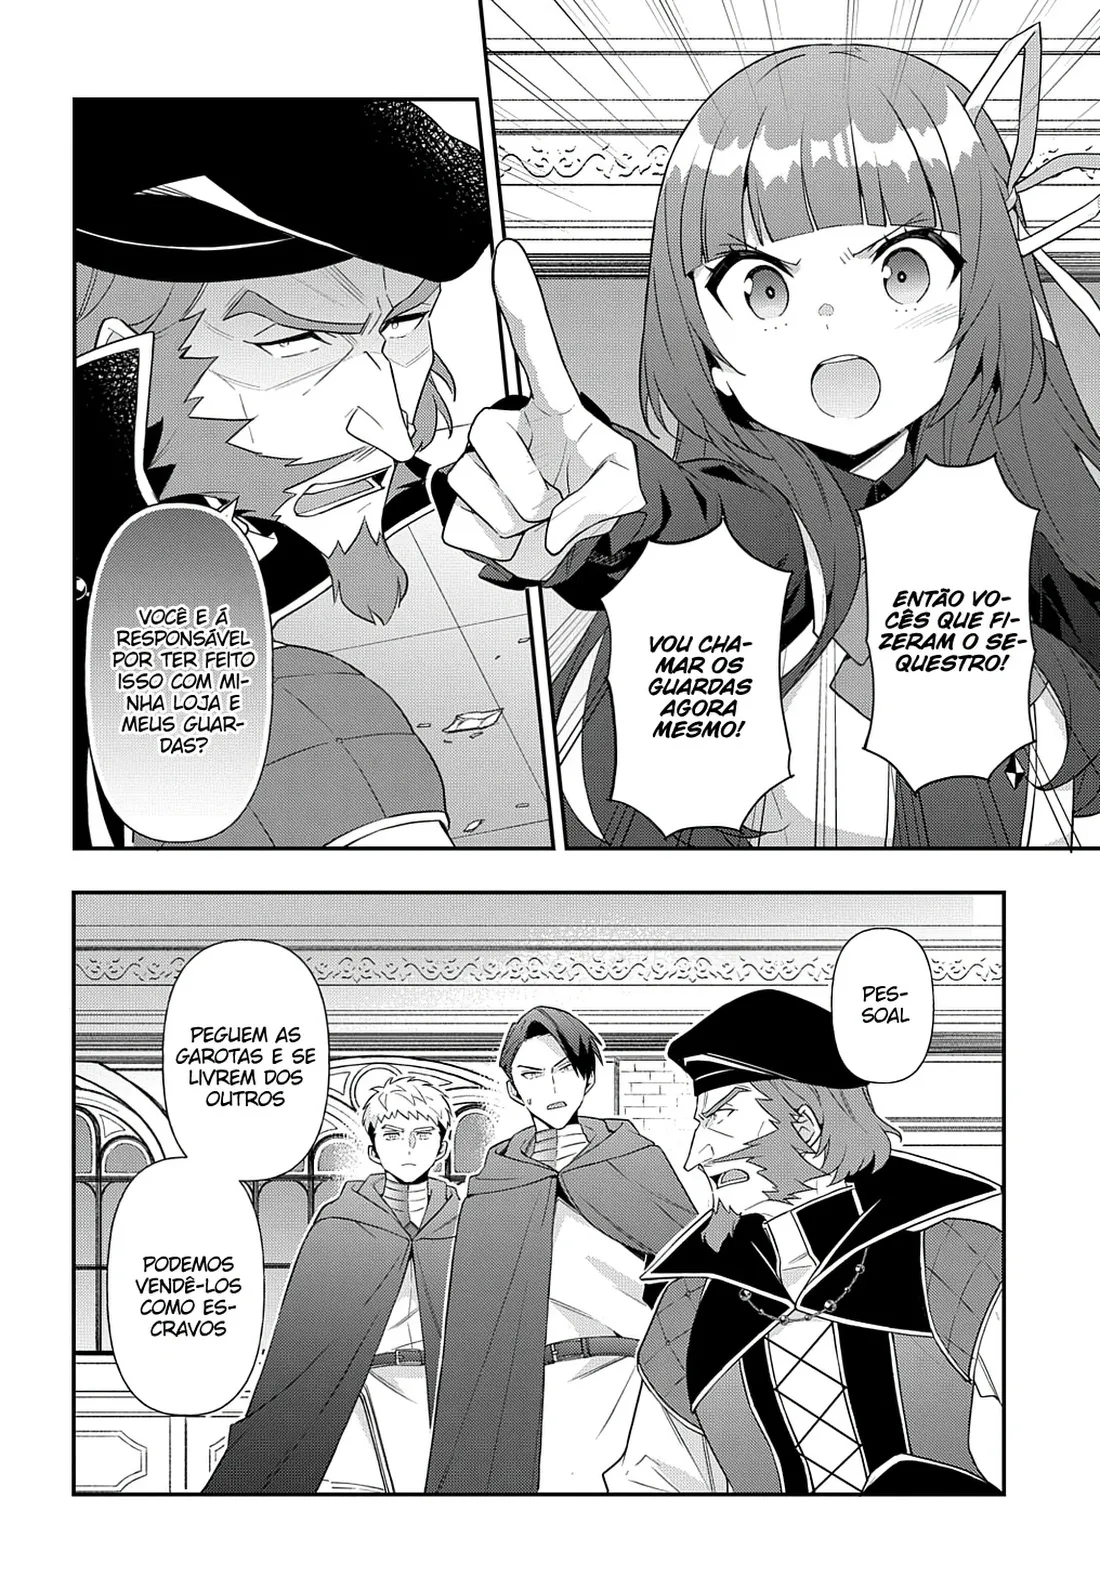 ENTÃO VO-
CÊS QUE FI-
ZERAM O SE-
QUESTRO!
VOU CHA-
MAR OS
GUARDAS
AGORA
MESMO!
VOCÊ E Á
RESPONSÁVEL
POR TER FEITO
ISSO COM MI-
NHA LOJA E
MEUS GUAR-
DAS?
PES-
SOAL
PEGUEM AS
GAROTAS E SE
LIVREM DOS
OUTROS
PODEMOS
VENDÊ-LOS
COMO ES-
CRAVOS